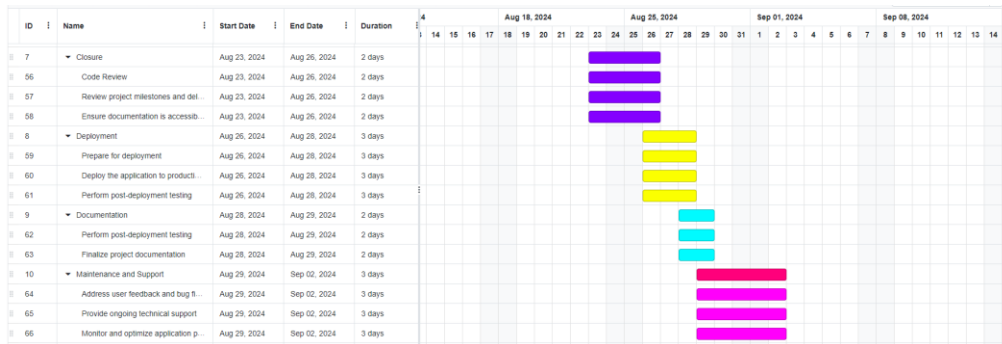 ID Name Start Date End Date Duration
4 Aug 18, 2024 Aug 25, 2024 Sep 01, 2024 Sep 08, 2024
14 15 16 17 18 19 20 21 22 23 24 25 26 27 28 29 30 31 1 2 3 4 5 6 7 8 9 10 11 12 13 14
7 Closure Aug 23, 2024 Aug 26, 2024 2 days
56 Code Review Aug 23, 2024 Aug 26, 2024 2 days
57 Review project milestones and del... Aug 23, 2024 Aug 26, 2024 2 days
58 Ensure documentation is accessib... Aug 23, 2024 Aug 26, 2024 2 days
8 Deployment Aug 26, 2024 Aug 28, 2024 3 days
59 Prepare for deployment Aug 26, 2024 Aug 28, 2024 3 days
60 Deploy the application to producti... Aug 26, 2024 Aug 28, 2024 3 days
61 Perform post-deployment testing Aug 26, 2024 Aug 28, 2024 3 days
9 Documentation Aug 28, 2024 Aug 29, 2024 2 days
62 Perform post-deployment testing Aug 28, 2024 Aug 29, 2024 2 days
63 Finalize project documentation Aug 28, 2024 Aug 29, 2024 2 days
10 Maintenance and Support Aug 29, 2024 Sep 02, 2024 3 days
64 Address user feedback and bug fi... Aug 29, 2024 Sep 02, 2024 3 days
65 Provide ongoing technical support Aug 29, 2024 Sep 02, 2024 3 days
66 Monitor and optimize application p... Aug 29, 2024 Sep 02, 2024 3 days